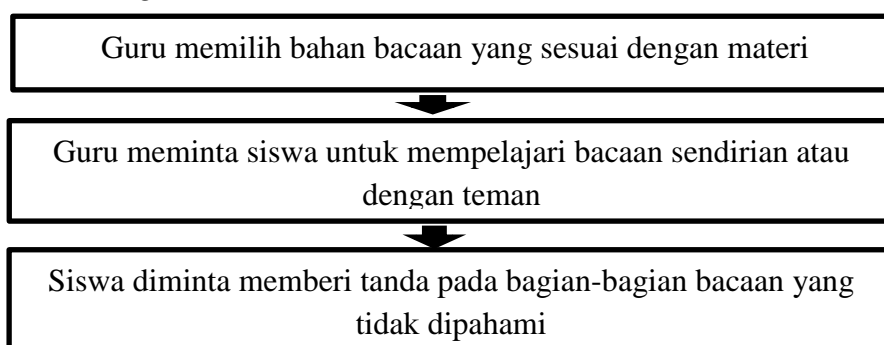 Guru memilih bahan bacaan yang sesuai dengan materi
Guru meminta siswa untuk mempelajari bacaan sendirian atau
dengan teman
Siswa diminta memberi tanda pada bagian-bagian bacaan yang
tidak dipahami